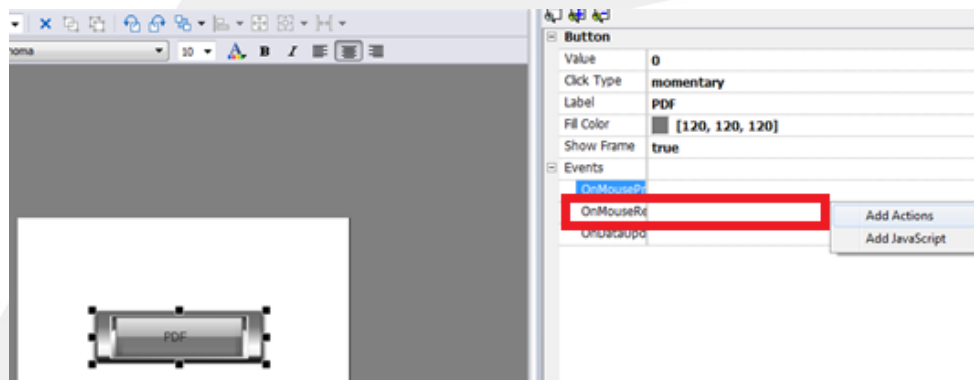 noma 10 A B I
Button
Value 0
Click Type momentary
Label PDF
Fill Color [120, 120, 120]
Show Frame true
Events
OnMousePr
OnMouseRe
OnDataUpd
Add Actions
Add JavaScript
PDF